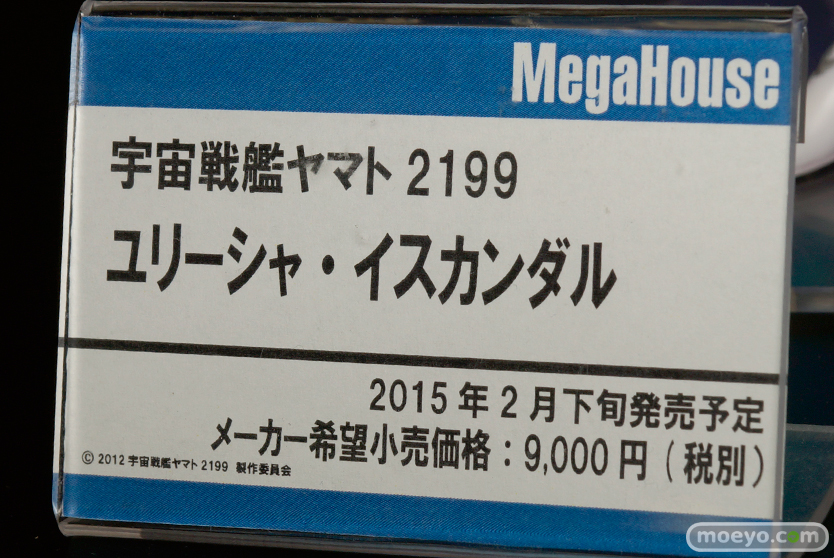 MegaHouse
宇宙戦艦ヤマト 2199
ユリーシャ・イスカンダル
2015 年 2 月下旬発売予定
メーカー希望小売価格：9,000 円 ( 税別 )
© 2012 宇宙戦艦ヤマト 2199 製作委員会
moeyo.com